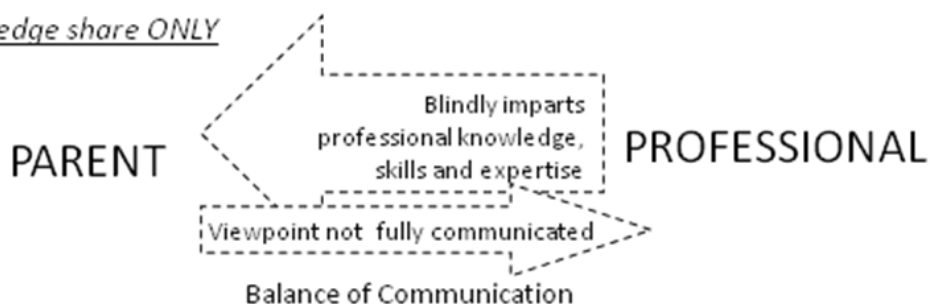 edge share ONLY
Blindly imparts
professional knowledge,
skills and expertise
PARENT
PROFESSIONAL
Viewpoint not fully communicated
Balance of Communication